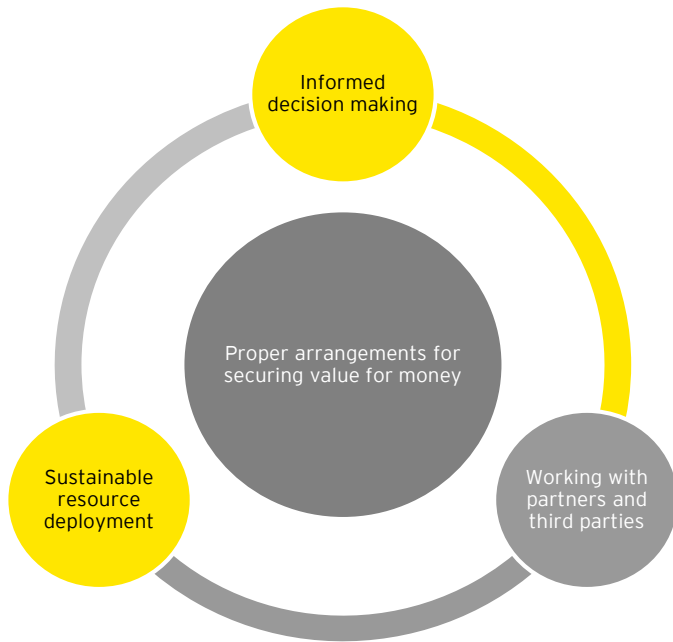 Informed
decision making
Proper arrangements for
securing value for money
Sustainable
resource
deployment
Working with
partners and
third parties